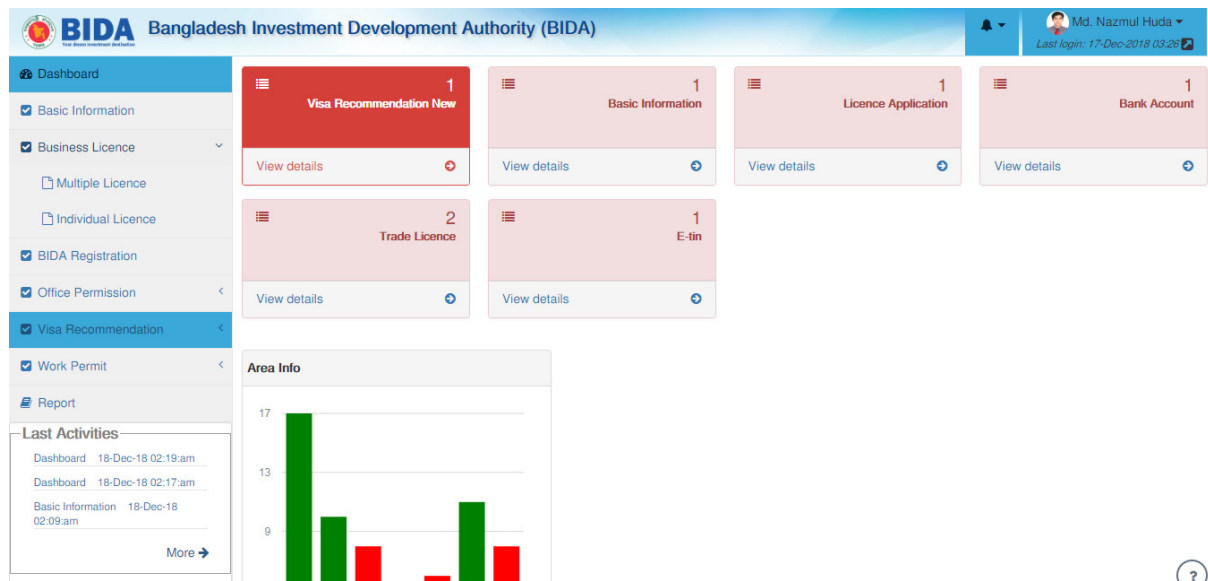 BIDA
Your dream investment destination
Bangladesh Investment Development Authority (BIDA)
Md. Nazmul Huda
Last login: 17-Dec-2018 03:26
Dashboard
Basic Information
Business Licence
Multiple Licence
Individual Licence
BIDA Registration
Office Permission
Visa Recommendation
Work Permit
Report
Last Activities
Dashboard 18-Dec-18 02:19:am
Dashboard 18-Dec-18 02:17:am
Basic Information 18-Dec-18
02:09:am
More
1
Visa Recommendation New
View details
1
Basic Information
View details
1
Licence Application
View details
1
Bank Account
View details
2
Trade Licence
View details
1
E-tin
View details
Area Info
17
13
9
?